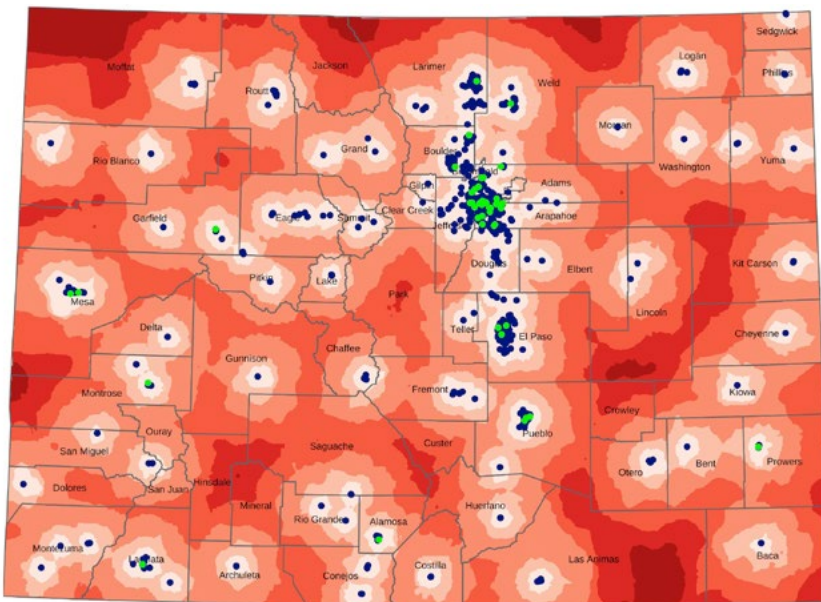 Sedgwick
Logan
Moffat
Jackson
Larimer
Weld
Phillips
Routt
Morgan
Boulder
Grand
Washington
Yuma
Rio Blanco
Gilpin
Adams
Clear Creek
Arapahoe
Garfield
Eagle
Summit
Douglas
Elbert
Kit Carson
Pitkin
Lake
Park
Mesa
Lincoln
Delta
Teller
El Paso
Cheyenne
Chaffee
Gunnison
Montrose
Fremont
Kiowa
Crowley
Ouray
Pueblo
San Miguel
Saguache
Custer
Otero
Bent
Prowers
Dolores
San Juan
Hinsdale
Mineral
Rio Grande
Alamosa
Huerfano
Montezuma
La Plata
Archuleta
Conejos
Costilla
Las Animas
Baca